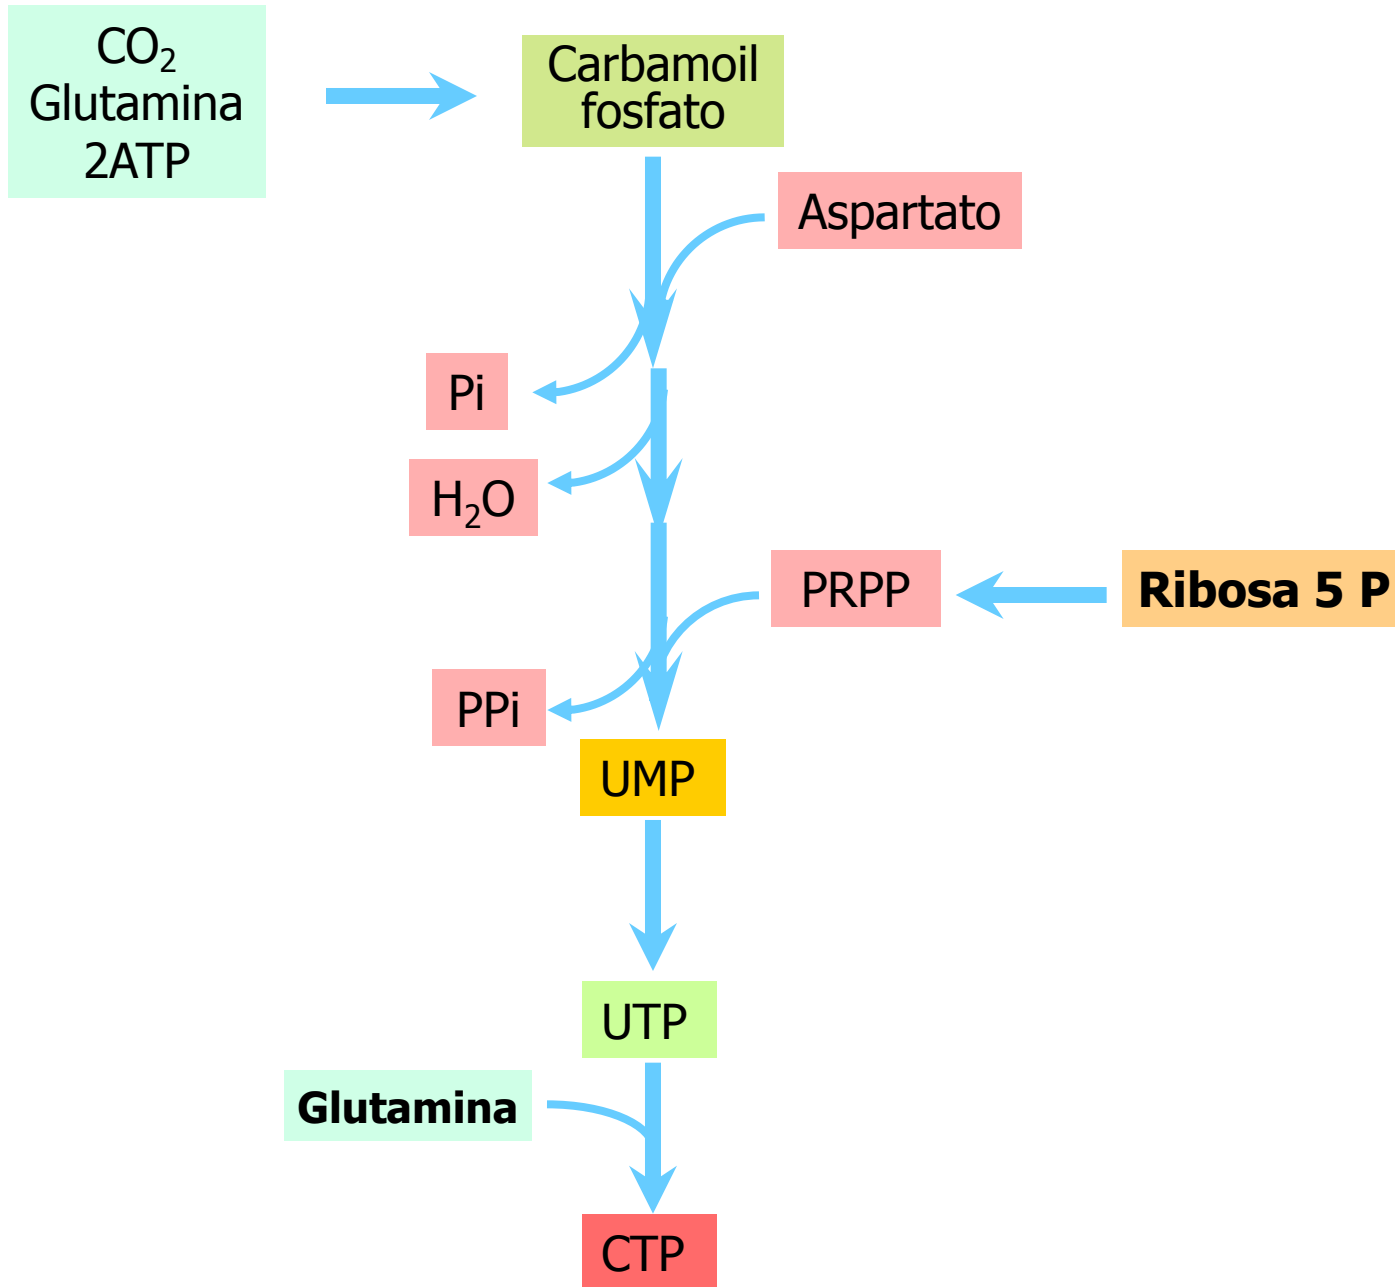 CO₂
Glutamina
2ATP
Carbamoil
fosfato
Aspartato
Pi
H₂O
PRPP
Ribosa 5 P
PPi
UMP
UTP
Glutamina
CTP